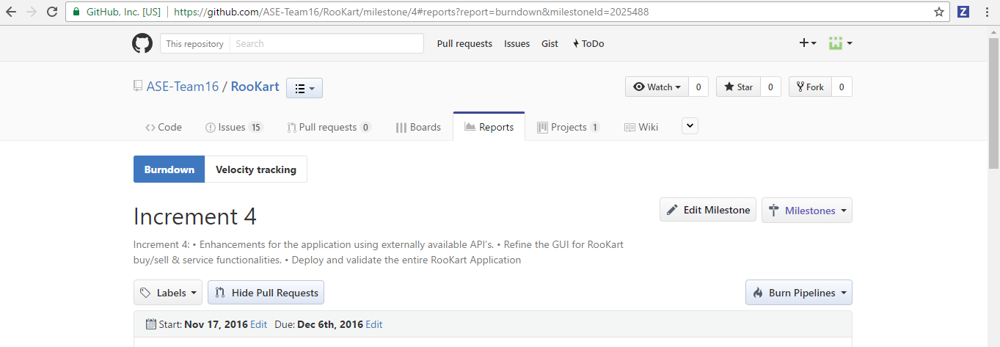 GitHub, Inc. [US] https://github.com/ASE-Team16/RooKart/milestone/4#reports?report=burndown&milestoneId=2025488 Z
This repository Search Pull requests Issues Gist ToDo
ASE-Team16 / RooKart Watch 0 Star 0 Fork 0
Code Issues 15 Pull requests 0 Boards Reports Projects 1 Wiki
Burndown Velocity tracking
Increment 4 Edit Milestone Milestones
Increment 4: • Enhancements for the application using externally available API's. • Refine the GUI for RooKart
buy/sell & service functionalities. • Deploy and validate the entire RooKart Application
Labels Hide Pull Requests Burn Pipelines
Start: Nov 17, 2016 Edit Due: Dec 6th, 2016 Edit